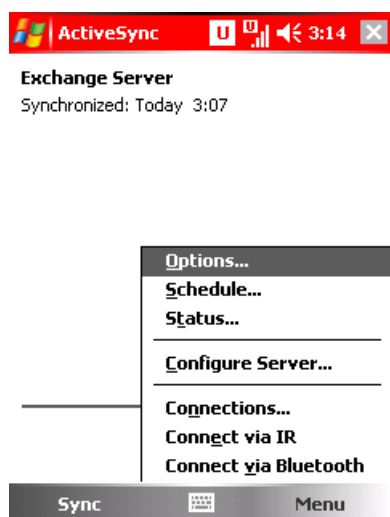 ActiveSync U U 3:14
Exchange Server
Synchronized: Today 3:07
Options...
Schedule...
Status...
Configure Server...
Connections...
Connect via IR
Connect via Bluetooth
Sync Menu